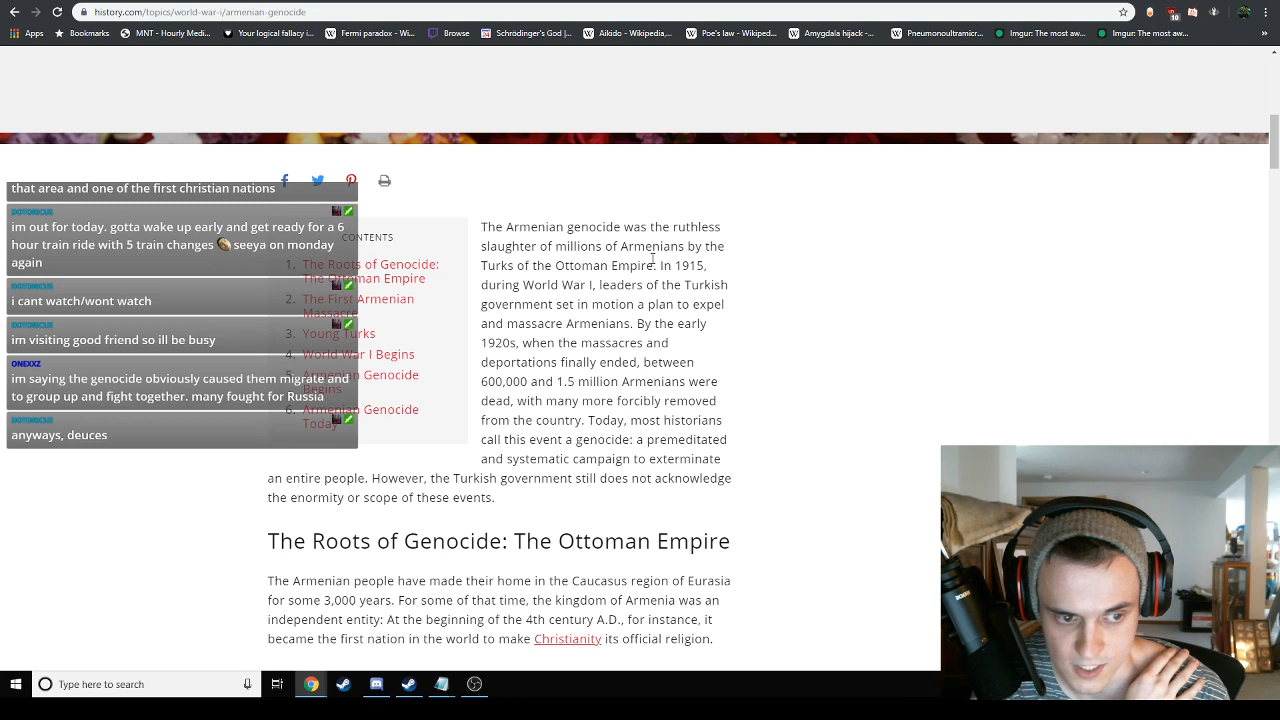 history.com/topics/world-war-i/armenian-genocide
Apps
Bookmarks
MNT - Hourly Medi...
Your logical fallacy i...
Fermi paradox - Wi...
Browse
Schrödinger's God |...
Aikido - Wikipedia,...
Poe's law - Wikiped...
Amygdala hijack -...
Pneumonoultramicr...
Imgur: The most aw...
Imgur: The most aw...
»
10
that area and one of the first christian nations
DOTONICUS
im out for today. gotta wake up early and get ready for a 6
hour train ride with 5 train changes seeya on monday
again
DOTONICUS
i cant watch/wont watch
DOTONICUS
im visiting good friend so ill be busy
ONEXXZ
im saying the genocide obviously caused them migrate and
to group up and fight together. many fought for Russia
DOTONICUS
anyways, deuces
CONTENTS
1. The Roots of Genocide:
The Ottoman Empire
2. The First Armenian
Massacre
3. Young Turks
4. World War I Begins
5. Armenian Genocide
Begins
6. Armenian Genocide
Today
The Armenian genocide was the ruthless
slaughter of millions of Armenians by the
Turks of the Ottoman Empire. In 1915,
during World War I, leaders of the Turkish
government set in motion a plan to expel
and massacre Armenians. By the early
1920s, when the massacres and
deportations finally ended, between
600,000 and 1.5 million Armenians were
dead, with many more forcibly removed
from the country. Today, most historians
call this event a genocide: a premeditated
and systematic campaign to exterminate
an entire people. However, the Turkish government still does not acknowledge
the enormity or scope of these events.
The Roots of Genocide: The Ottoman Empire
The Armenian people have made their home in the Caucasus region of Eurasia
for some 3,000 years. For some of that time, the kingdom of Armenia was an
independent entity: At the beginning of the 4th century A.D., for instance, it
became the first nation in the world to make Christianity its official religion.
Type here to search